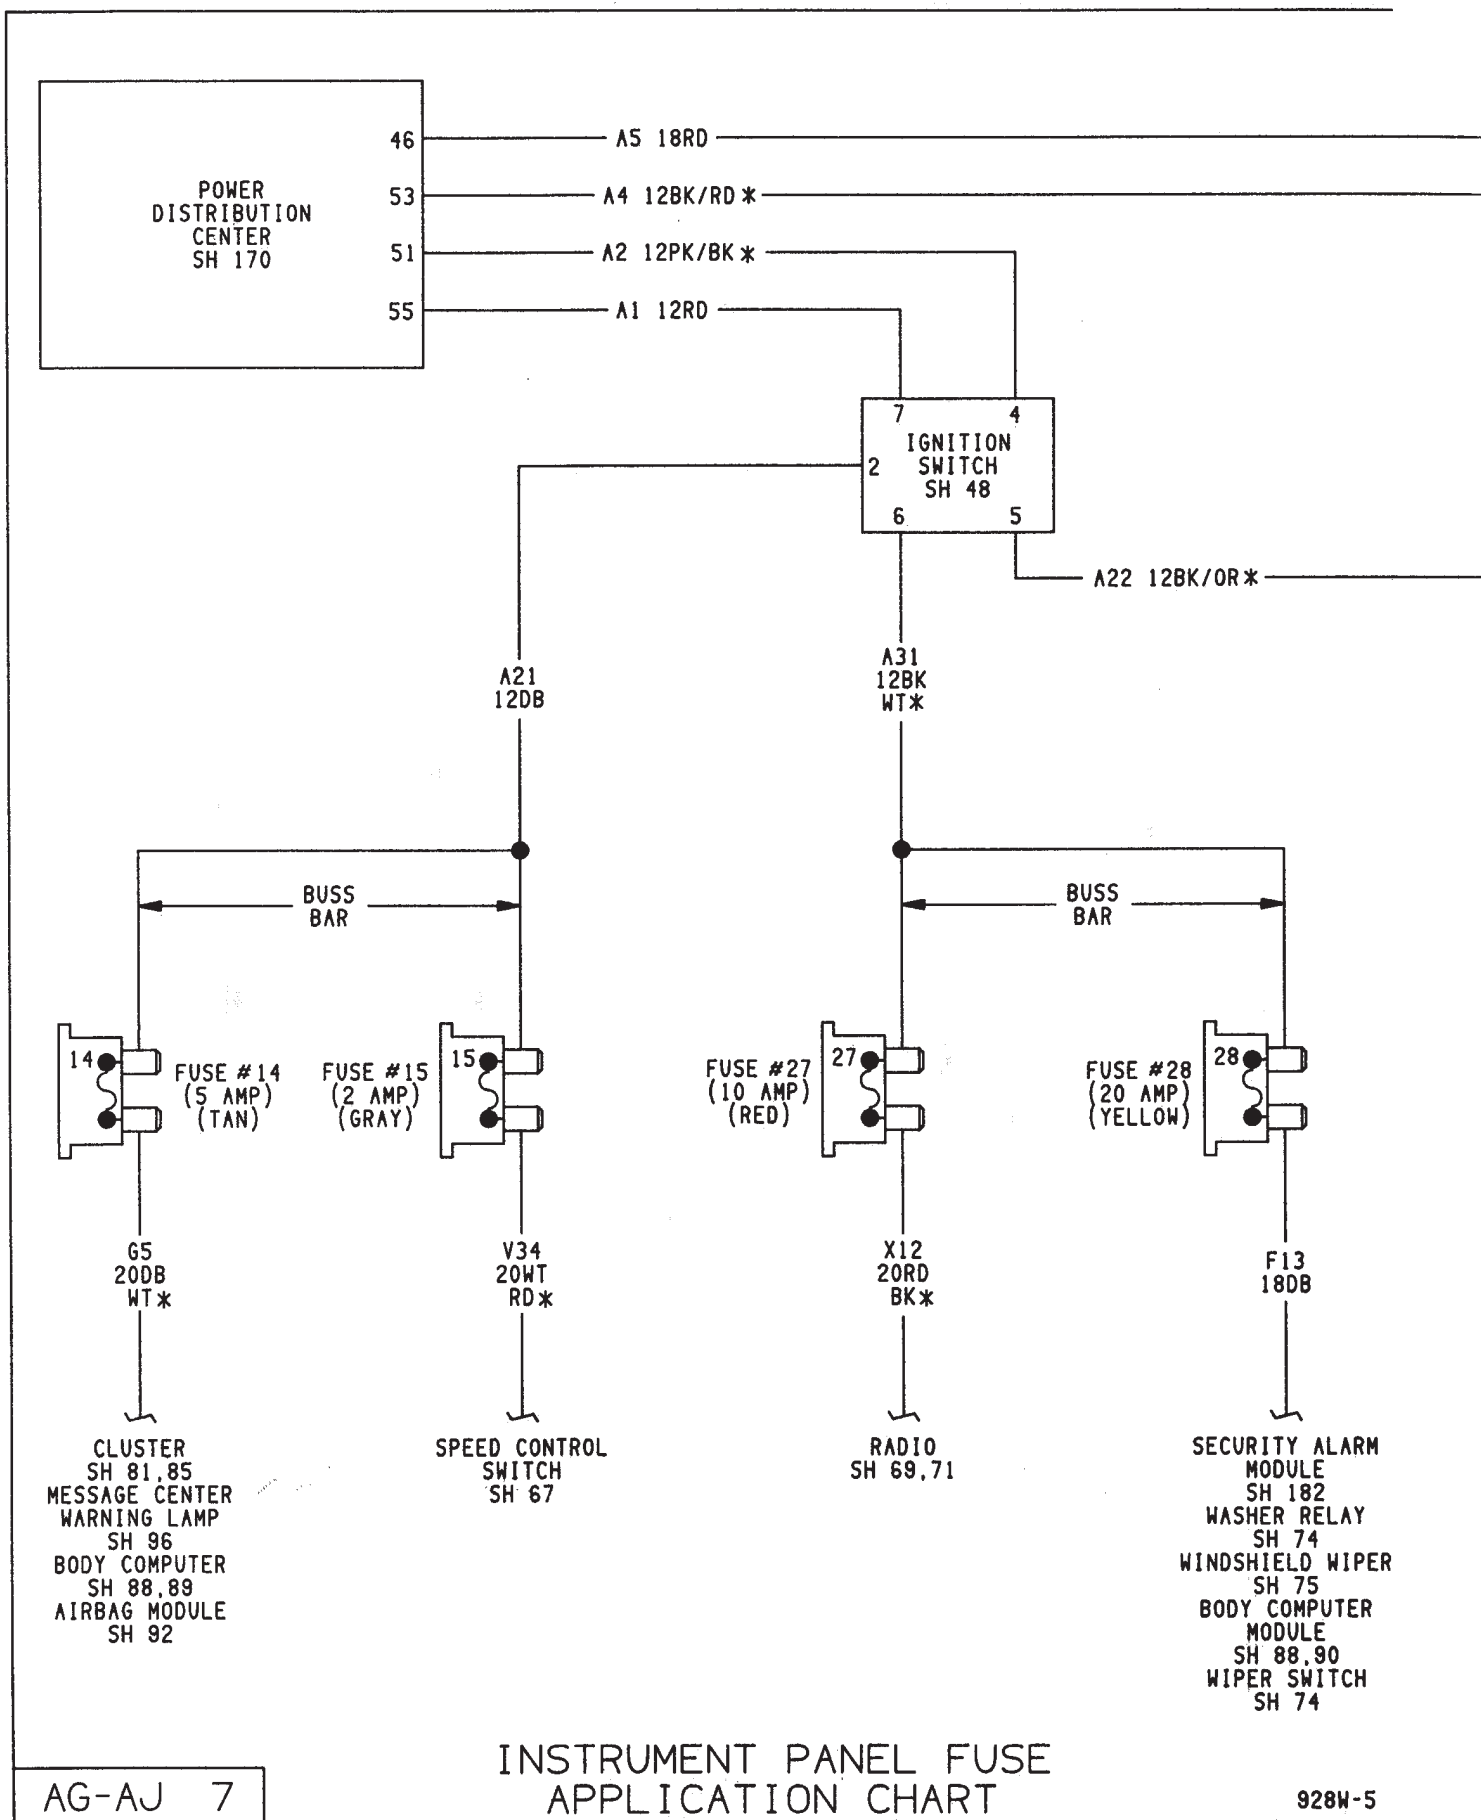 46
A5 18RD
POWER
DISTRIBUTION
CENTER
SH 170
53
A4 12BK/RD*
51
A2 12PK/BK*
55
A1 12RD
7
4
IGNITION
SWITCH
SH 48
2
6
5
A22 12BK/OR*
A21
12DB
A31
12BK
WT*
BUSS
BAR
BUSS
BAR
14
FUSE #14
(5 AMP)
(TAN)
FUSE #15
(2 AMP)
(GRAY)
15
FUSE #27
(10 AMP)
(RED)
27
FUSE #28
(20 AMP)
(YELLOW)
28
G5
20DB
WT*
V34
20WT
RD*
X12
20RD
BK*
F13
18DB
CLUSTER
SH 81,85
MESSAGE CENTER
WARNING LAMP
SH 96
BODY COMPUTER
SH 88,89
AIRBAG MODULE
SH 92
SPEED CONTROL
SWITCH
SH 67
RADIO
SH 69,71
SECURITY ALARM
MODULE
SH 182
WASHER RELAY
SH 74
WINDSHIELD WIPER
SH 75
BODY COMPUTER
MODULE
SH 88,90
WIPER SWITCH
SH 74
AG-AJ 7
INSTRUMENT PANEL FUSE
APPLICATION CHART
928W-5